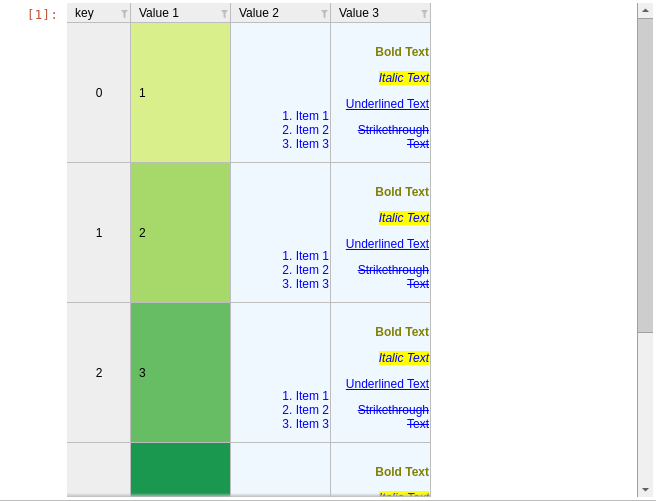 [1]:
key Value 1 Value 2 Value 3
0 1
1. Item 1
2. Item 2
3. Item 3
Bold Text
Italic Text
Underlined Text
Strikethrough
Text
1 2
1. Item 1
2. Item 2
3. Item 3
Bold Text
Italic Text
Underlined Text
Strikethrough
Text
2 3
1. Item 1
2. Item 2
3. Item 3
Bold Text
Italic Text
Underlined Text
Strikethrough
Text
Bold Text
Italic Text